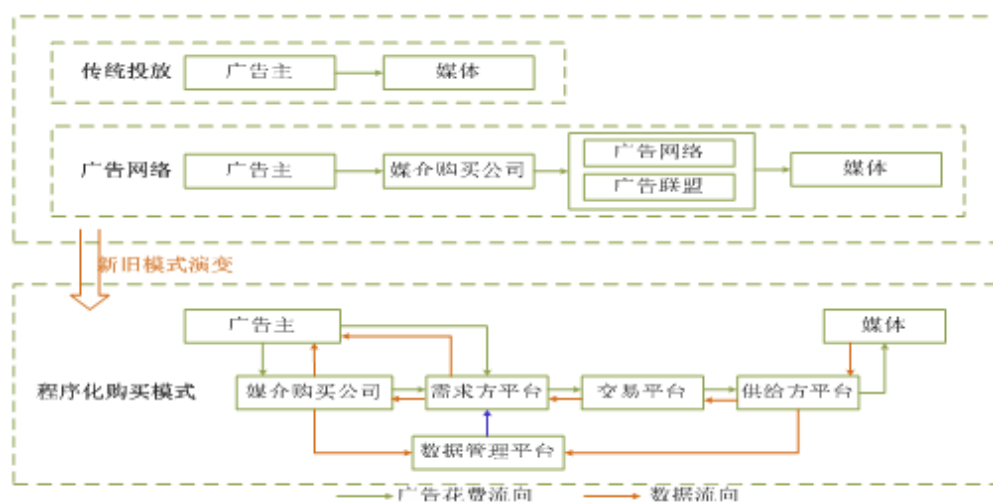 传统投放 广告主 媒体
广告网络 广告主 媒介购买公司 广告网络 媒体
广告联盟
新旧模式演变
广告主 媒体
程序化购买模式 媒介购买公司 需求方平台 交易平台 供给方平台
数据管理平台
广告花费流向 数据流向